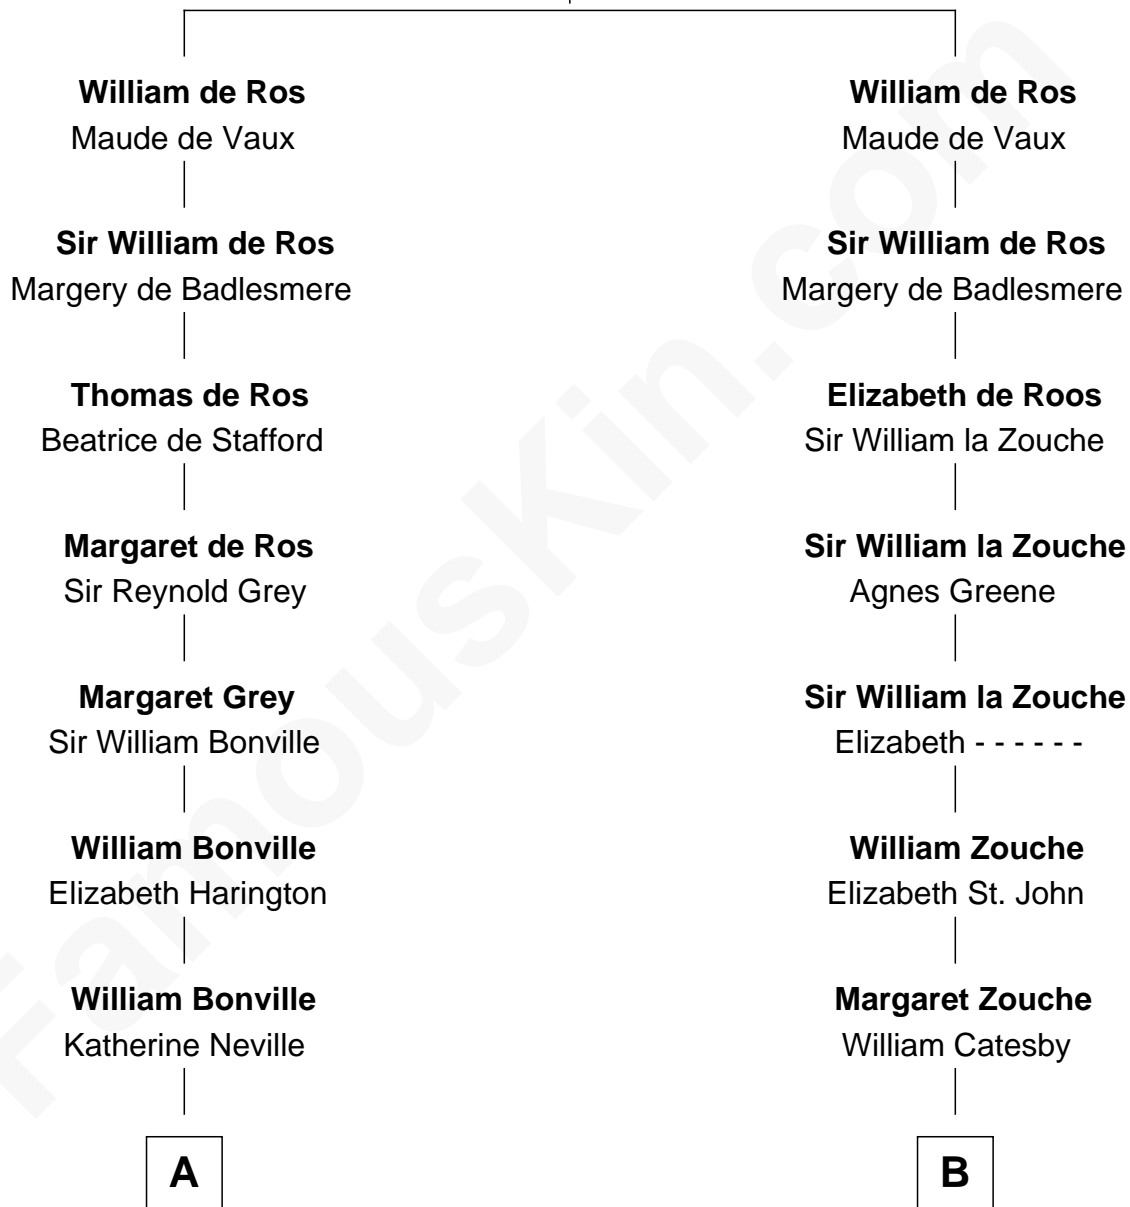 William de Ros
Maude de Vaux
Sir William de Ros
Margery de Badlesmere
Thomas de Ros
Beatrice de Stafford
Margaret de Ros
Sir Reynold Grey
Margaret Grey
Sir William Bonville
William Bonville
Elizabeth Harington
William Bonville
Katherine Neville
A
William de Ros
Maude de Vaux
Sir William de Ros
Margery de Badlesmere
Elizabeth de Roos
Sir William la Zouche
Sir William la Zouche
Agnes Greene
Sir William la Zouche
Elizabeth - - - - - -
William Zouche
Elizabeth St. John
Margaret Zouche
William Catesby
B
FamousKin.com